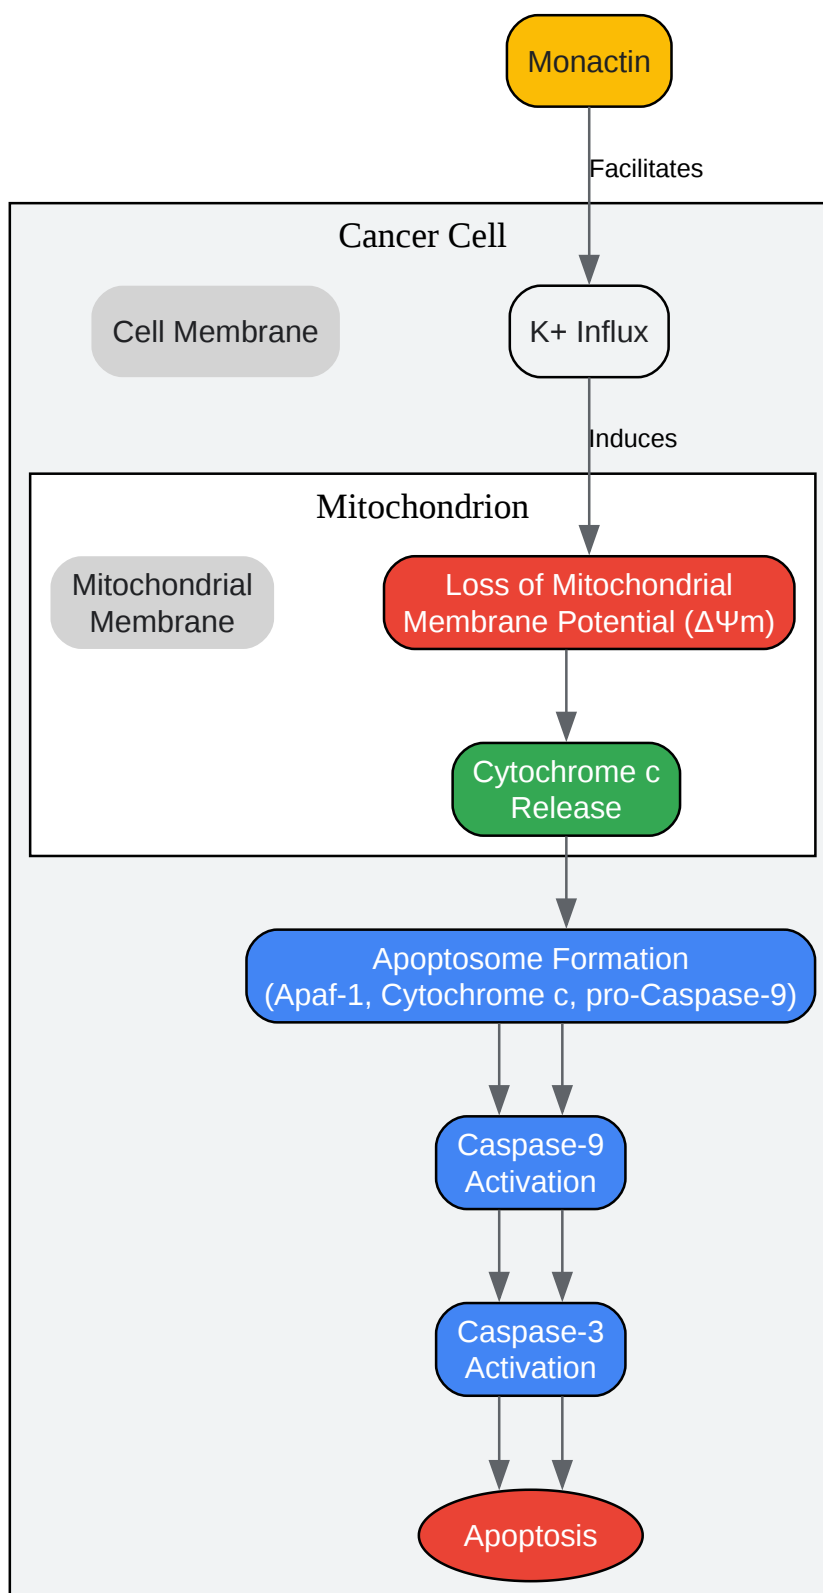 Monactin
Facilitates
Cancer Cell
Cell Membrane
K+ Influx
Induces
Mitochondrion
Mitochondrial
Membrane
Loss of Mitochondrial
Membrane Potential (ΔΨm)
Cytochrome c
Release
Apoptosome Formation
(Apaf-1, Cytochrome c, pro-Caspase-9)
Caspase-9
Activation
Caspase-3
Activation
Apoptosis